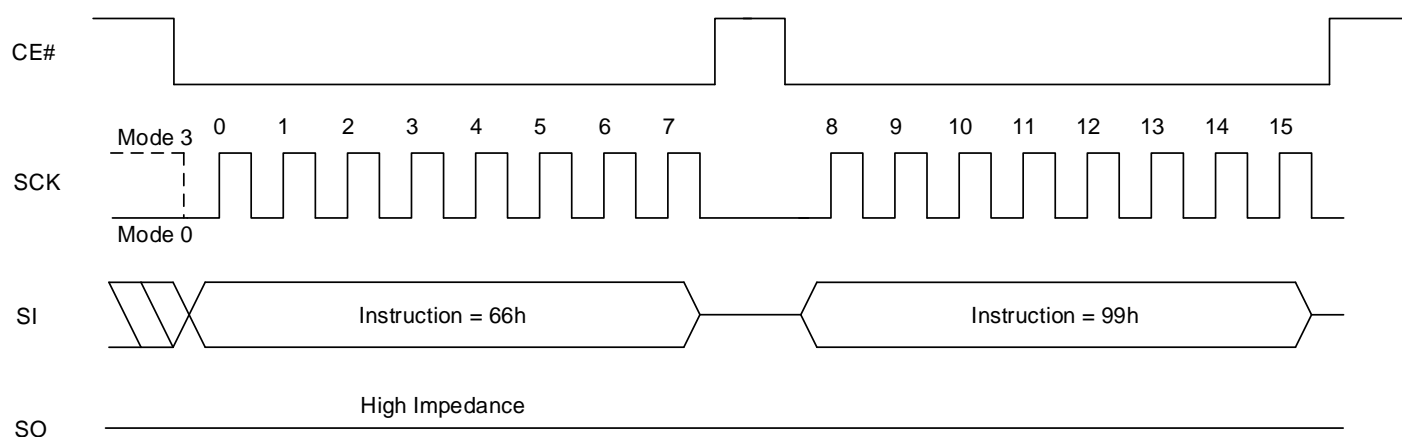 CE#
Mode 3
0 1 2 3 4 5 6 7 8 9 10 11 12 13 14 15
SCK
Mode 0
SI
Instruction = 66h
Instruction = 99h
High Impedance
SO